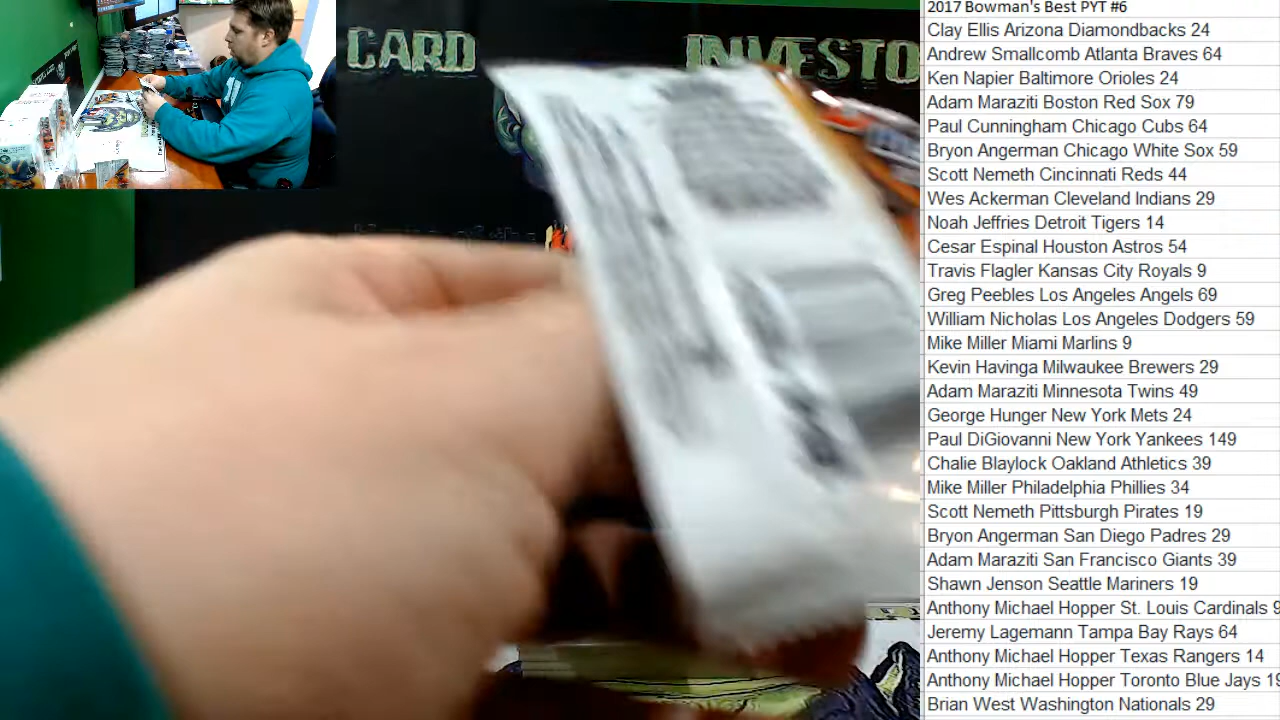 CARD INVESTO
of the
2017 Bowman's Best PYT #6
Clay Ellis Arizona Diamondbacks 24
Andrew Smallcomb Atlanta Braves 64
Ken Napier Baltimore Orioles 24
Adam Maraziti Boston Red Sox 79
Paul Cunningham Chicago Cubs 64
Bryon Angerman Chicago White Sox 59
Scott Nemeth Cincinnati Reds 44
Wes Ackerman Cleveland Indians 29
Noah Jeffries Detroit Tigers 14
Cesar Espinal Houston Astros 54
Travis Flagler Kansas City Royals 9
Greg Peebles Los Angeles Angels 69
William Nicholas Los Angeles Dodgers 59
Mike Miller Miami Marlins 9
Kevin Havinga Milwaukee Brewers 29
Adam Maraziti Minnesota Twins 49
George Hunger New York Mets 24
Paul DiGiovanni New York Yankees 149
Chalie Blaylock Oakland Athletics 39
Mike Miller Philadelphia Phillies 34
Scott Nemeth Pittsburgh Pirates 19
Bryon Angerman San Diego Padres 29
Adam Maraziti San Francisco Giants 39
Shawn Jenson Seattle Mariners 19
Anthony Michael Hopper St. Louis Cardinals 9
Jeremy Lagemann Tampa Bay Rays 64
Anthony Michael Hopper Texas Rangers 14
Anthony Michael Hopper Toronto Blue Jays 19
Brian West Washington Nationals 29